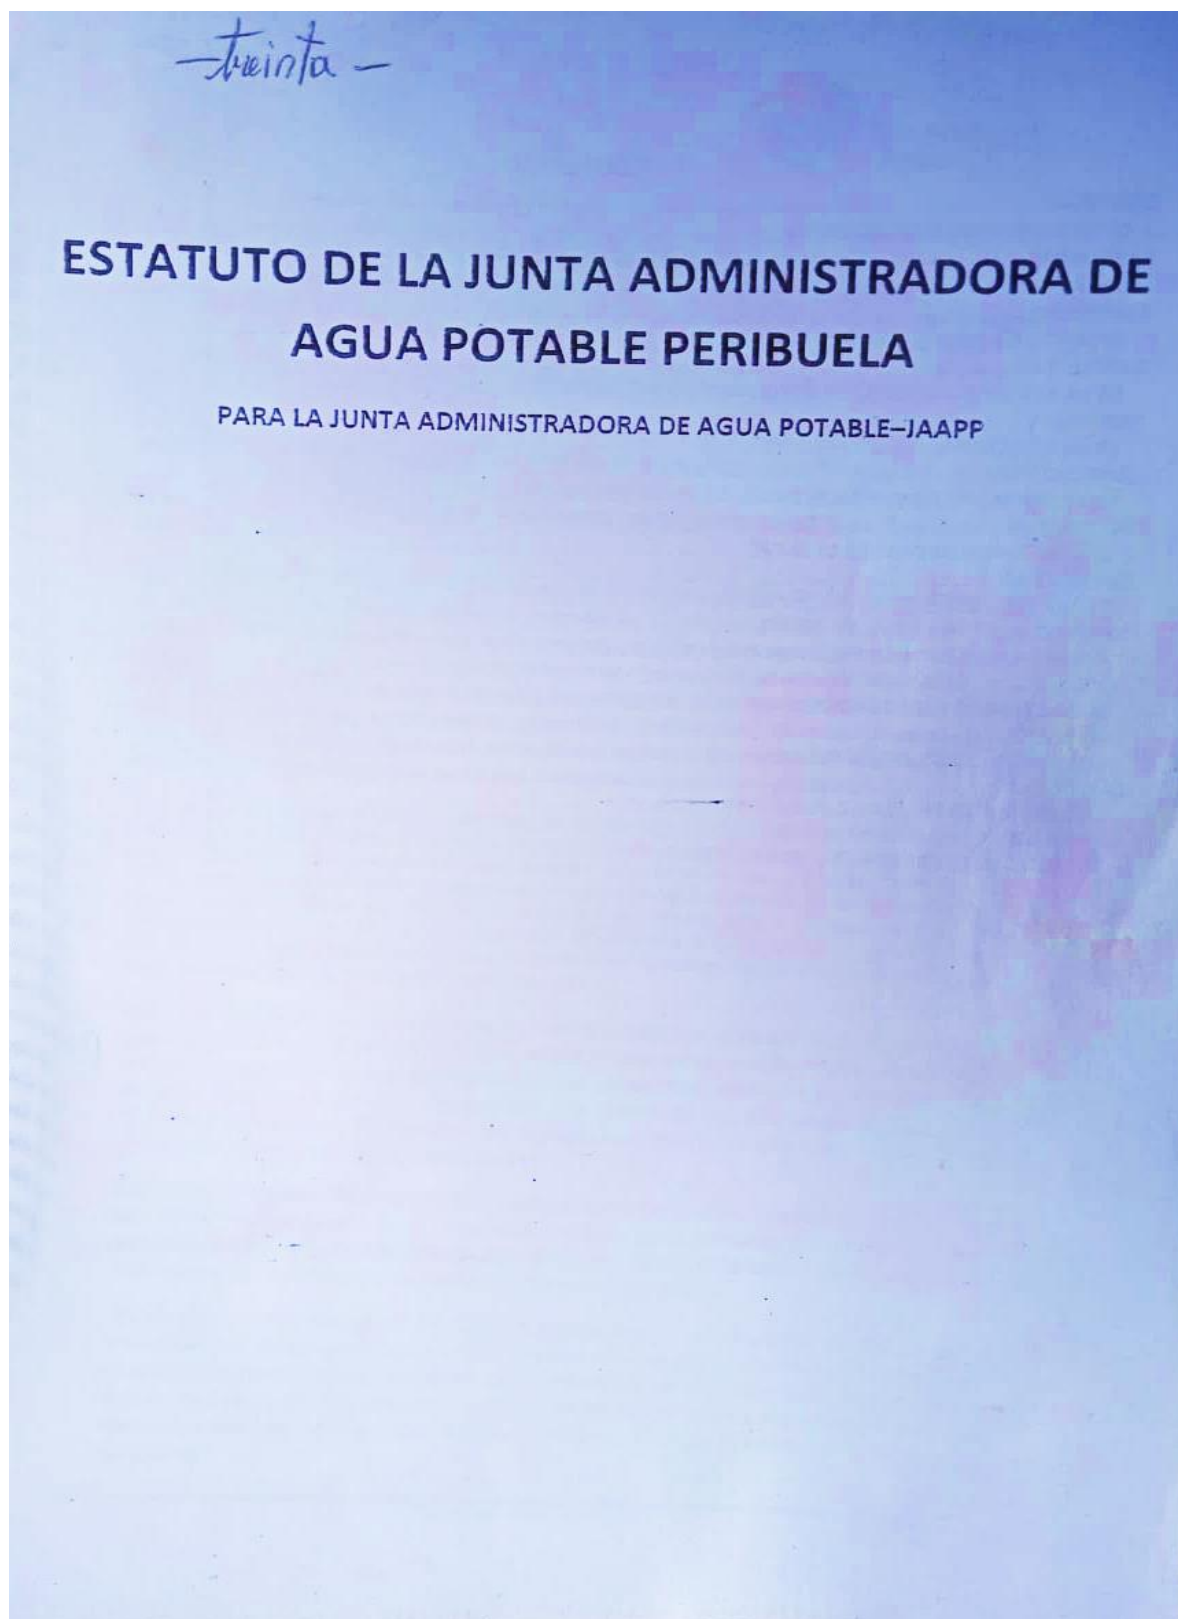 -treinta-
ESTATUTO DE LA JUNTA ADMINISTRADORA DE
AGUA POTABLE PERIBUELA
PARA LA JUNTA ADMINISTRADORA DE AGUA POTABLE–JAAPP